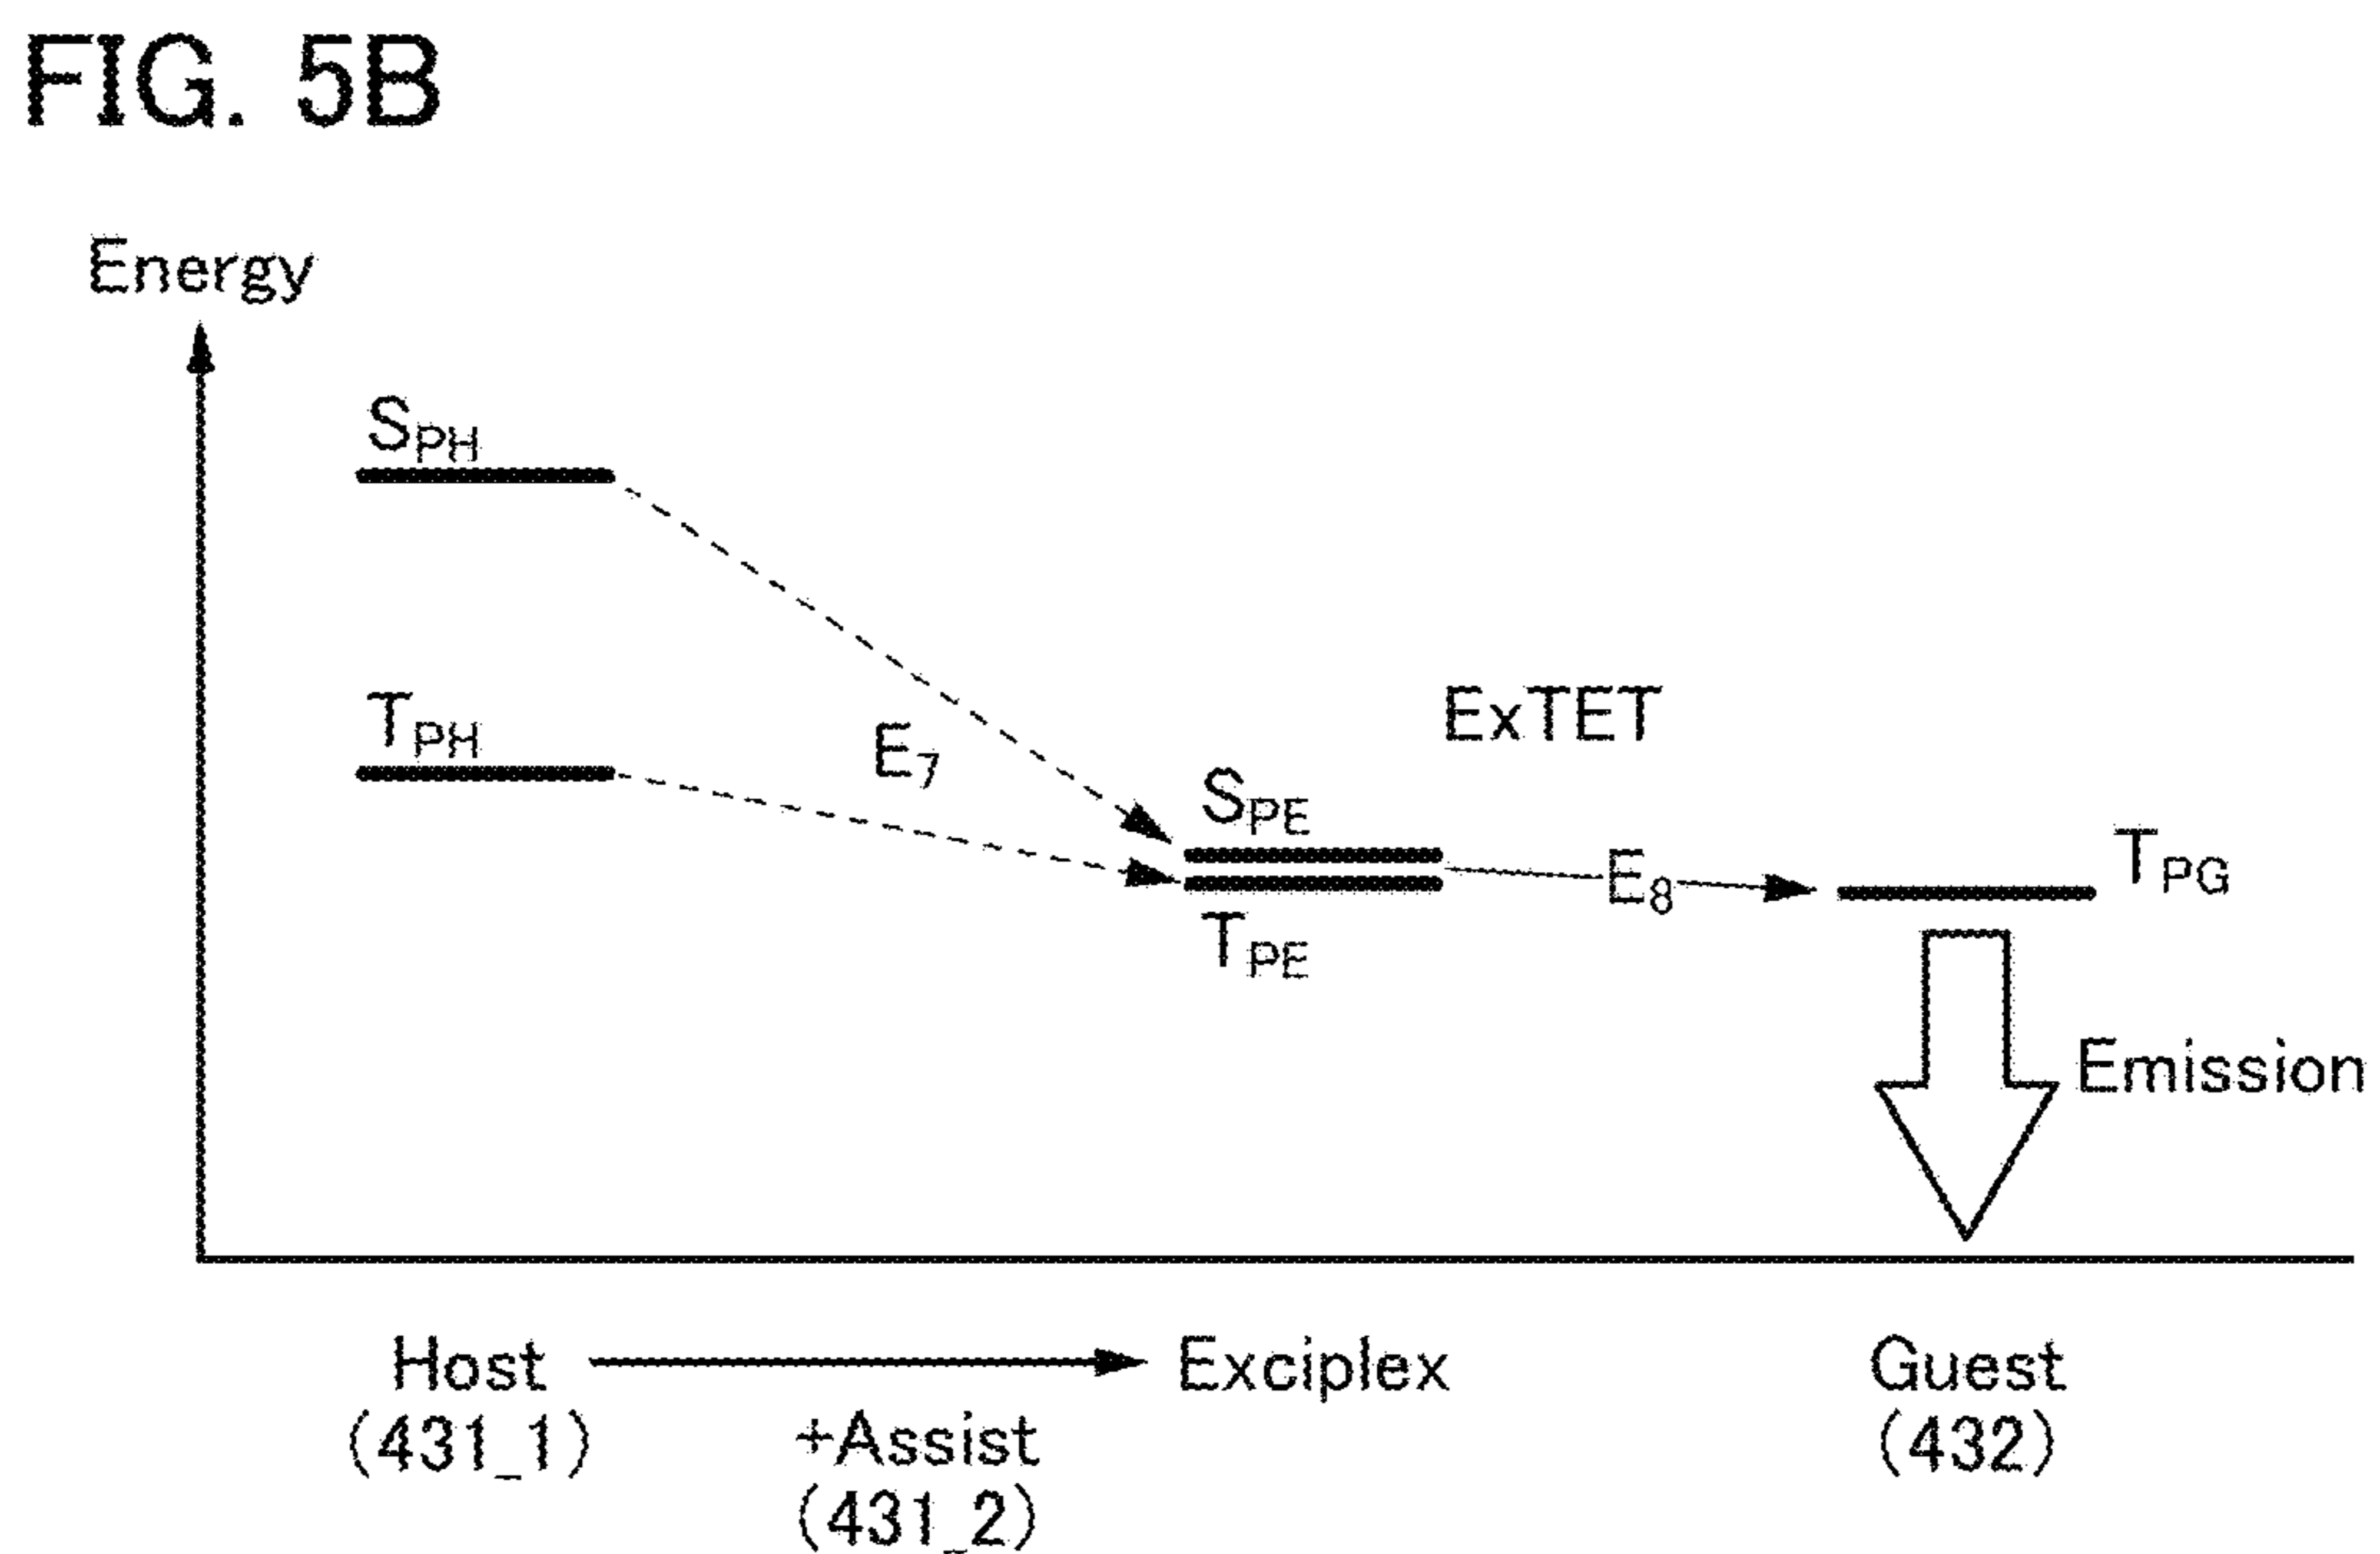 FIG. 5B
Energy
SPH
TPH
E7
ExTET
SPE
TPE
E8
TPG
Emission
Host
(431_1)
+Assist
(431_2)
Exciplex
Guest
(432)